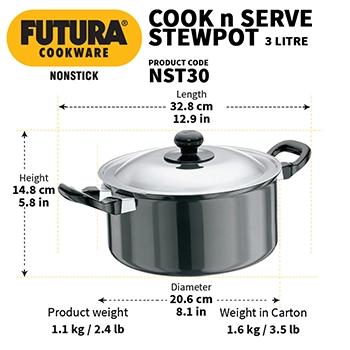 FUTURA®
COOKWARE
NONSTICK
COOK n SERVE
STEWPOT 3 LITRE
PRODUCT CODE
NST30
Length
32.8 cm
12.9 in
Height
14.8 cm
5.8 in
Diameter
20.6 cm
8.1 in
Product weight
1.1 kg / 2.4 lb
Weight in Carton
1.6 kg / 3.5 lb